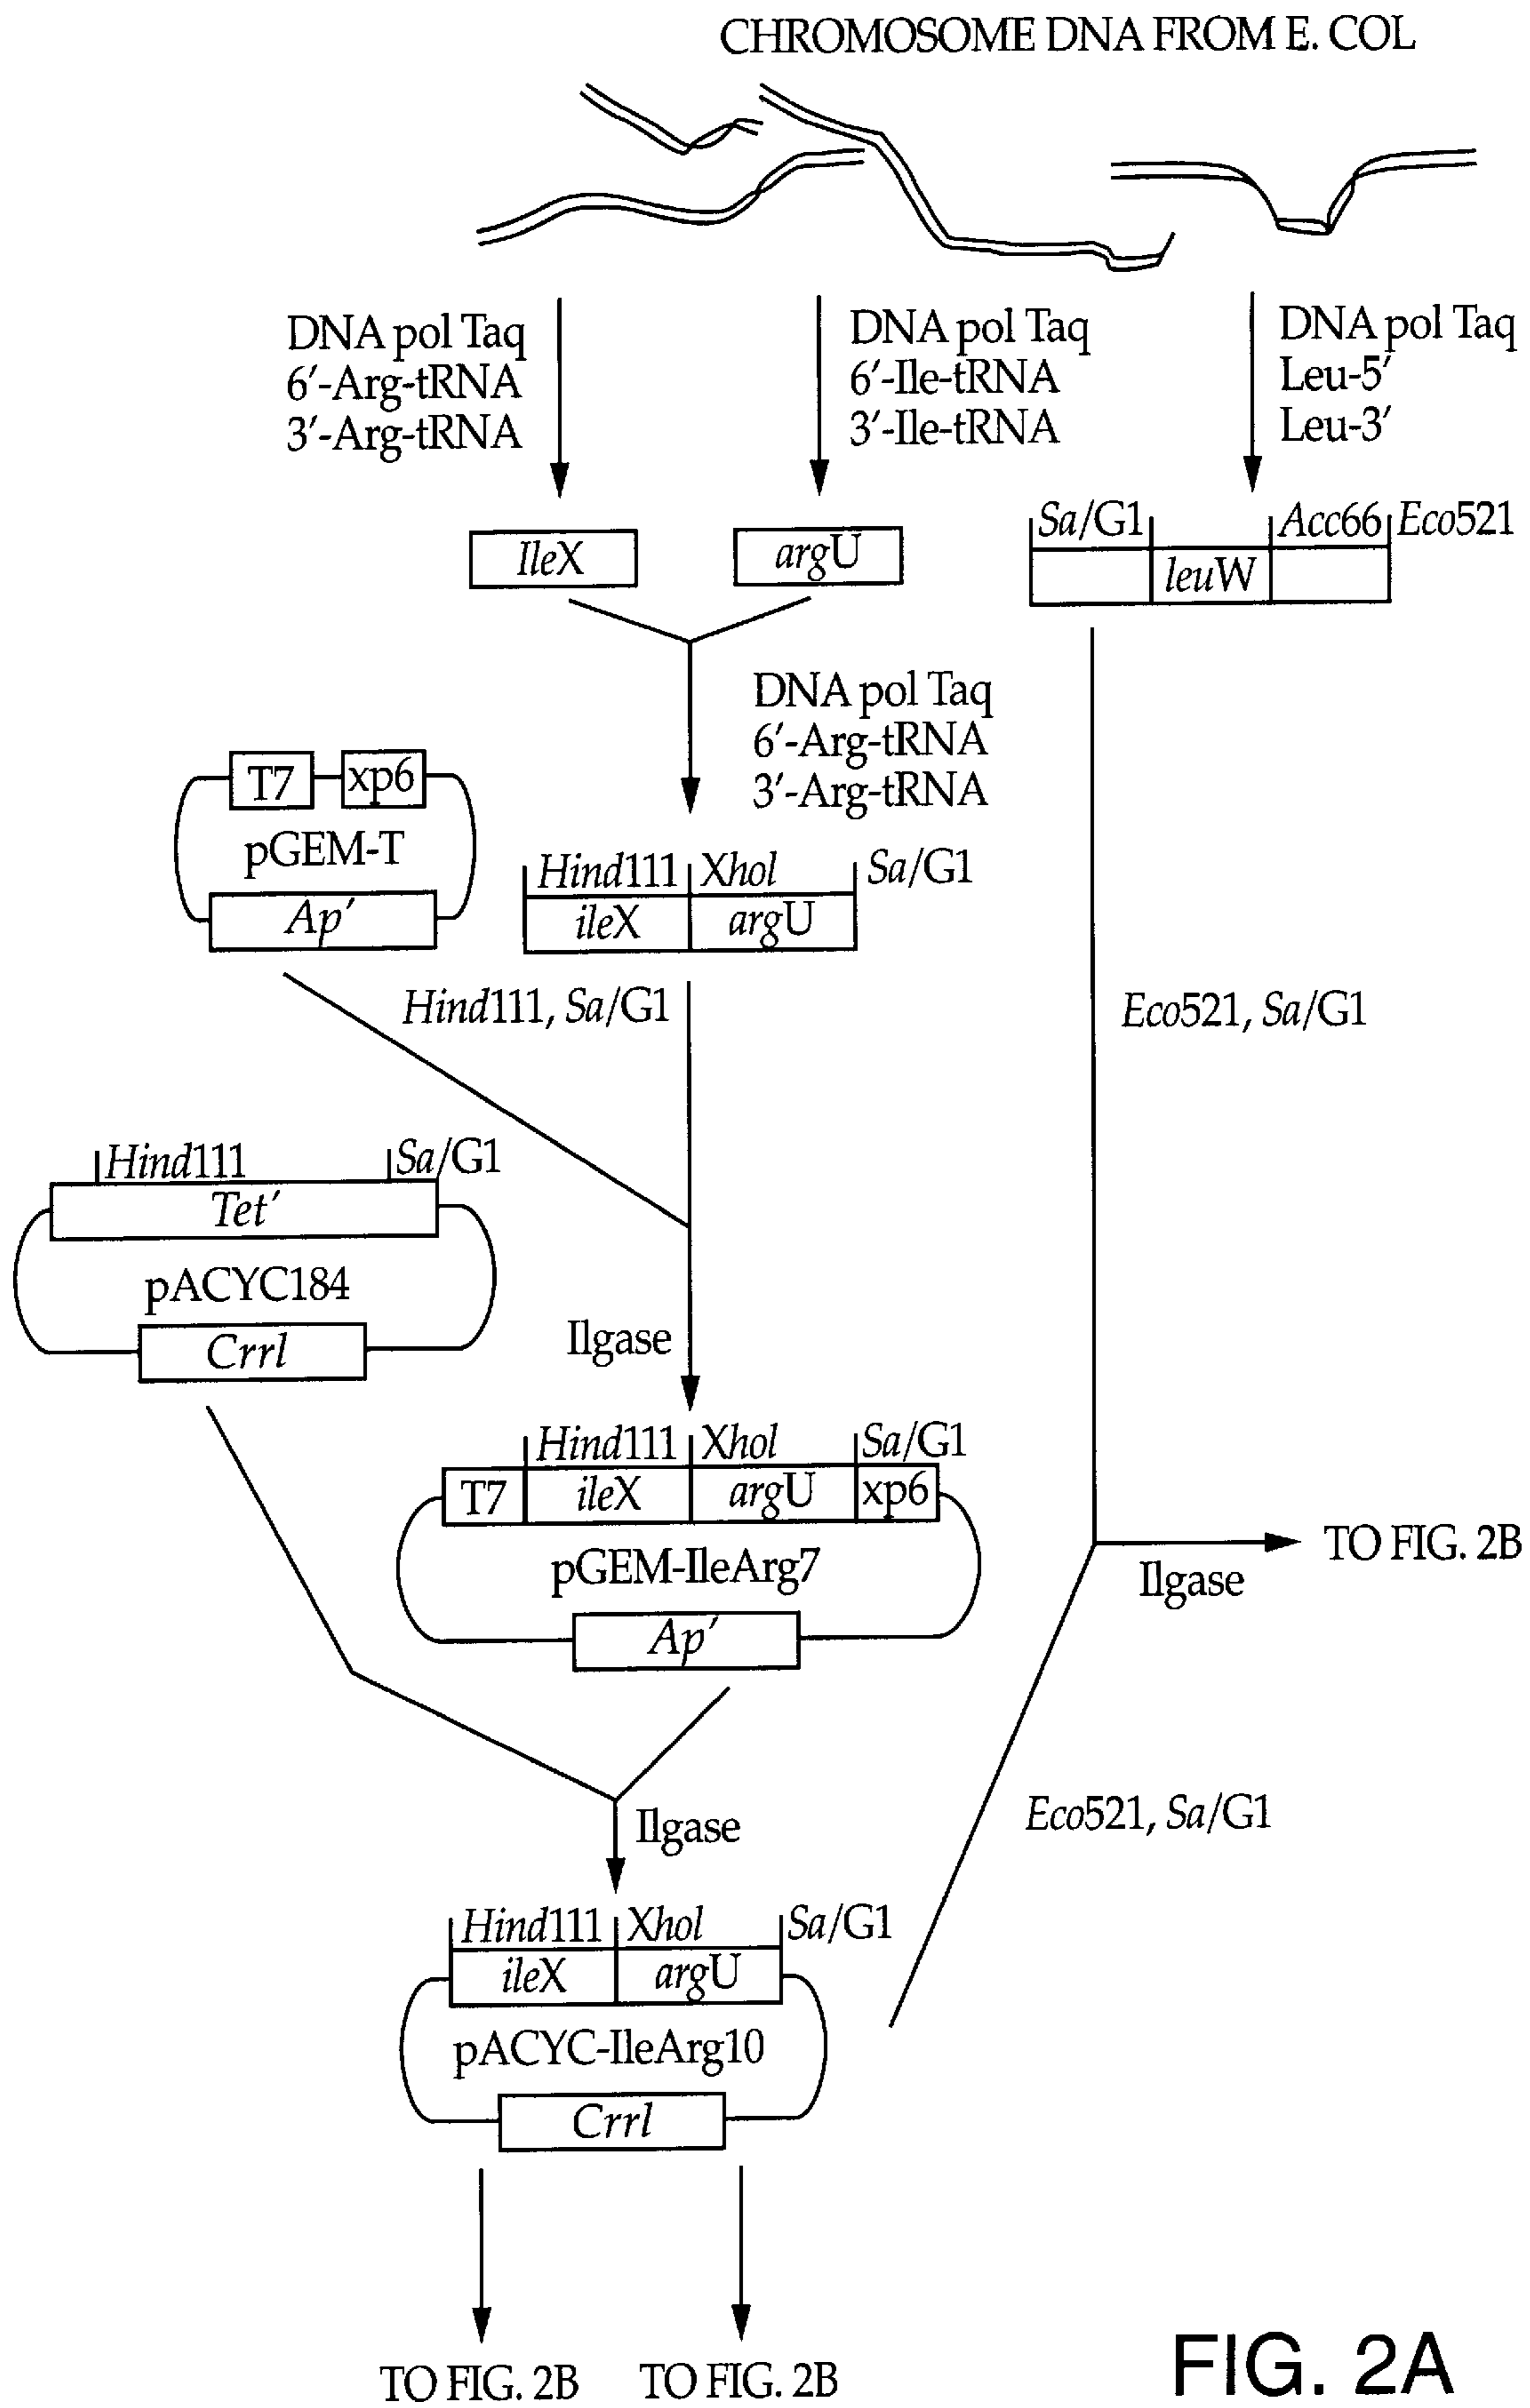 CHROMOSOME DNA FROM E. COL
DNA pol Taq
6'-Arg-tRNA
3'-Arg-tRNA
DNA pol Taq
6'-Ile-tRNA
3'-Ile-tRNA
DNA pol Taq
Leu-5'
Leu-3'
IleX
argU
Sa/G1 Acc66 Eco521
leuW
DNA pol Taq
6'-Arg-tRNA
3'-Arg-tRNA
T7 xp6
pGEM-T
Ap'
Hind111 Xhol Sa/G1
ileX argU
Hind111, Sa/G1
Eco521, Sa/G1
Hind111 Sa/G1
Tet'
pACYC184
Crrl
Ilgase
Hind111 Xhol Sa/G1
T7 ileX argU xp6
pGEM-IleArg7
Ap'
TO FIG. 2B
Ilgase
Eco521, Sa/G1
Ilgase
Hind111 Xhol Sa/G1
ileX argU
pACYC-IleArg10
Crrl
TO FIG. 2B TO FIG. 2B
FIG. 2A